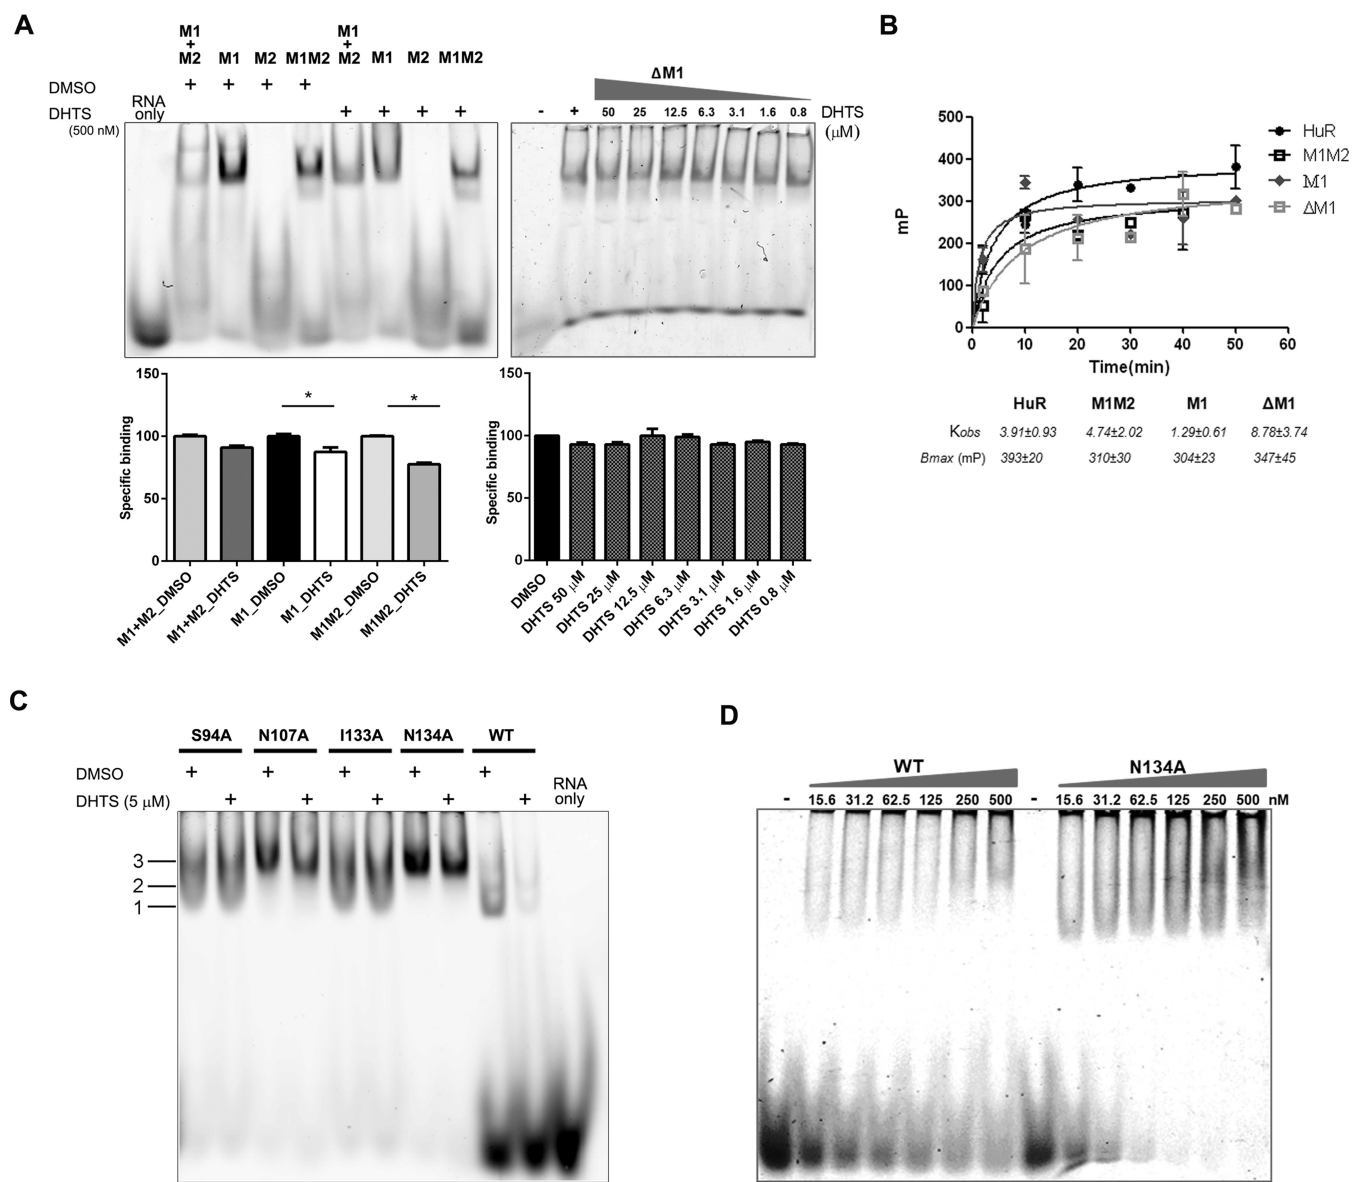 A
M1
+
M2 M1 M2 M1M2
M1
+
M2 M1 M2 M1M2
DMSO + + + +
RNA
only
DHTS + + + +
(500 nM)
ΔM1
- + 50 25 12.5 6.3 3.1 1.6 0.8 DHTS
(μM)
Specific binding
150
100
50
0
* *
M1+M2_DMSO
M1+M2_DHTS
M1_DMSO
M1_DHTS
M1M2_DMSO
M1M2_DHTS
Specific binding
150
100
50
0
DMSO
DHTS 50 μM
DHTS 25 μM
DHTS 12.5 μM
DHTS 6.3 μM
DHTS 3.1 μM
DHTS 1.6 μM
DHTS 0.8 μM
B
mP
500
400
300
200
100
0
0 10 20 30 40 50 60
Time(min)
HuR
M1M2
M1
ΔM1
HuR M1M2 M1 ΔM1
Kobs 3.91±0.93 4.74±2.02 1.29±0.61 8.78±3.74
Bmax (mP) 393±20 310±30 304±23 347±45
C
S94A N107A I133A N134A WT
DMSO + + + + +
DHTS (5 μM) + + + + +
RNA
only
3
2
1
D
WT N134A
- 15.6 31.2 62.5 125 250 500 - 15.6 31.2 62.5 125 250 500 nM